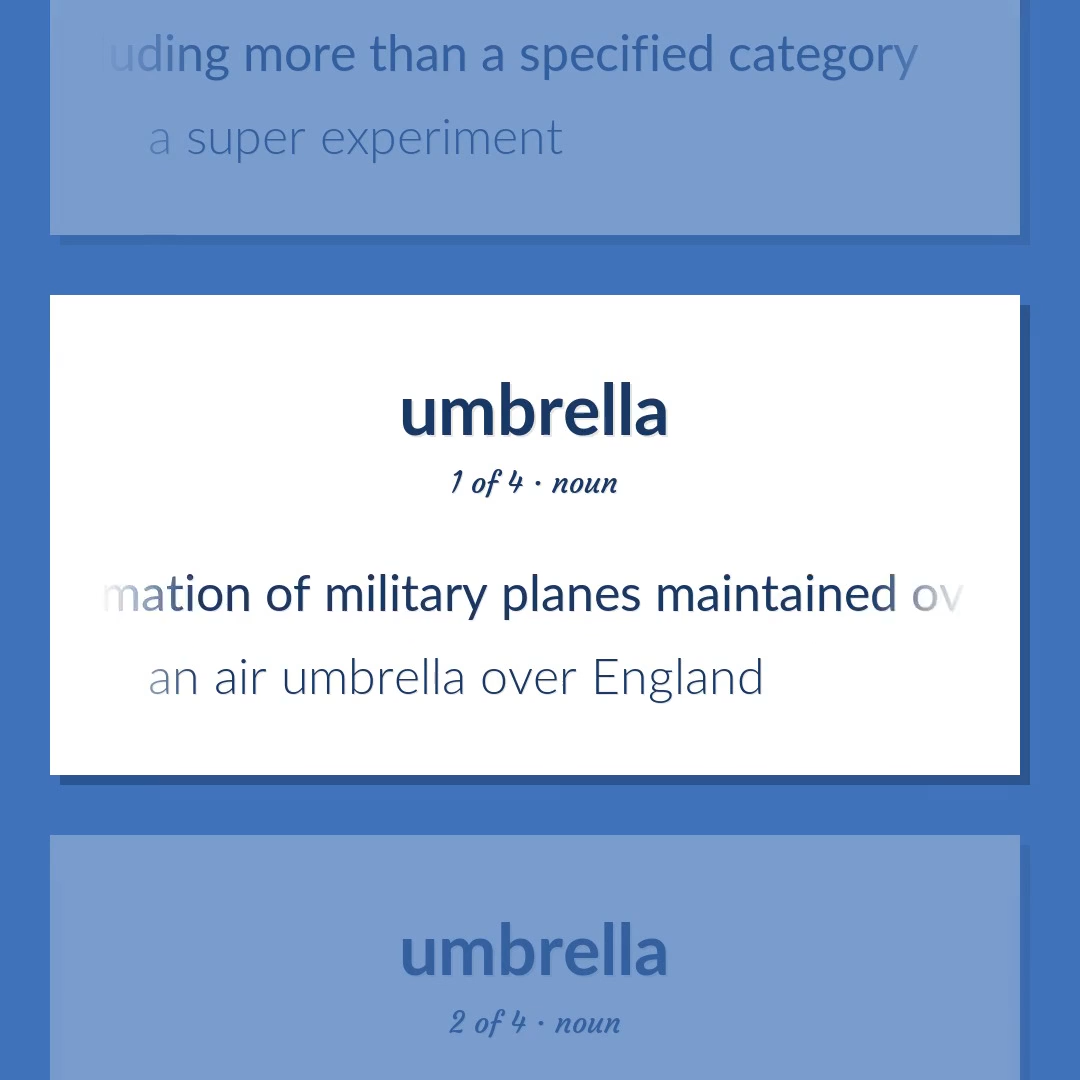 uding more than a specified category
a super experiment
umbrella
1 of 4 · noun
mation of military planes maintained ov
an air umbrella over England
umbrella
2 of 4 · noun